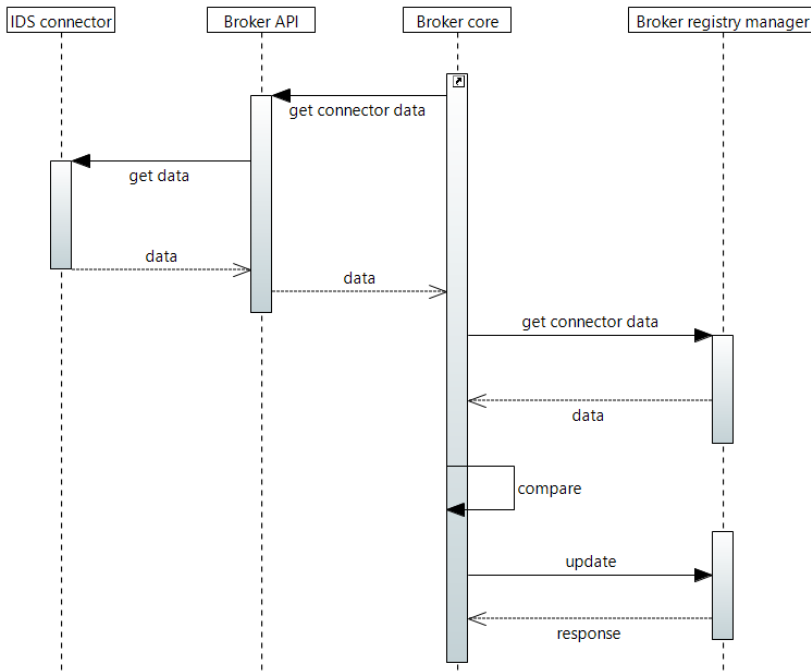 IDS connector
Broker API
Broker core
Broker registry manager
get connector data
get data
data
data
get connector data
data
compare
update
response